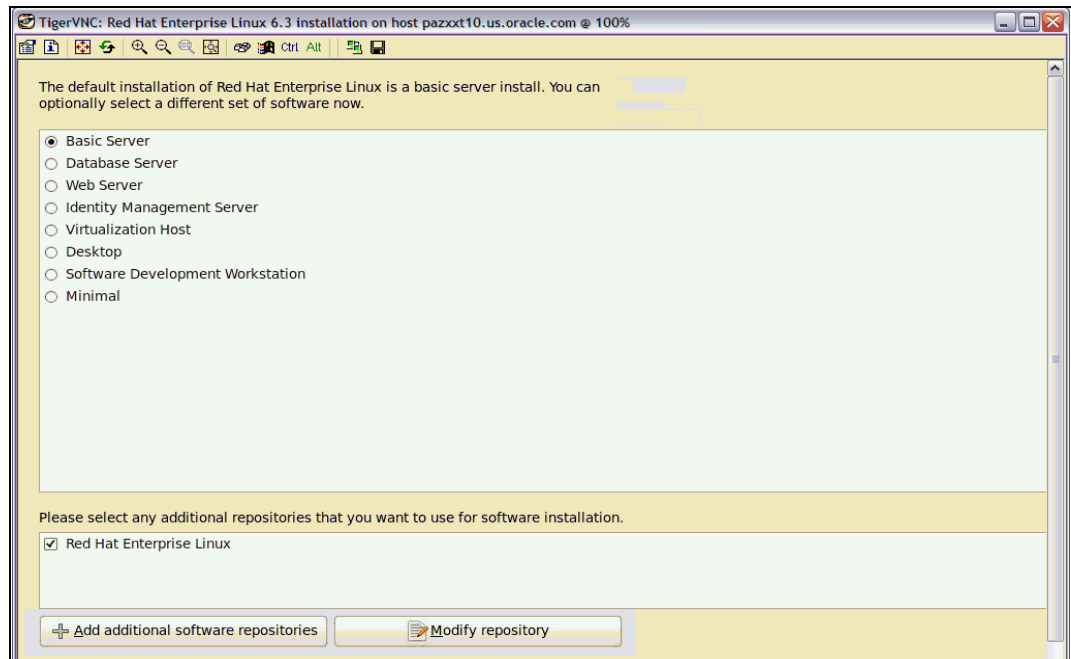 TigerVNC: Red Hat Enterprise Linux 6.3 installation on host pazxxt10.us.oracle.com @ 100%
Ctrl Alt
The default installation of Red Hat Enterprise Linux is a basic server install. You can
optionally select a different set of software now.
Basic Server
Database Server
Web Server
Identity Management Server
Virtualization Host
Desktop
Software Development Workstation
Minimal
Please select any additional repositories that you want to use for software installation.
Red Hat Enterprise Linux
Add additional software repositories
Modify repository